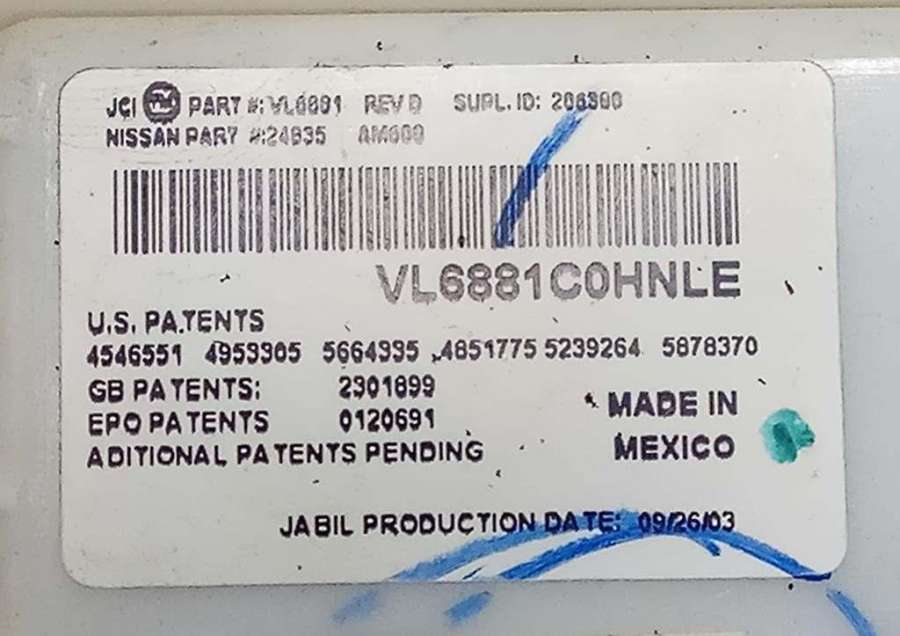 JCI PART #: VL6881 REV D SUPL. ID:
NISSAN PART #:24835 AM600
VL6881C0HNLE
U.S. PATENTS
4546551 4953305 5664335 4851775 5239264 5878370
GB PATENTS: 2301899
EPO PATENTS 0120691
ADITIONAL PATENTS PENDING
MADE IN
MEXICO
JABIL PRODUCTION DATE: 09/26/03